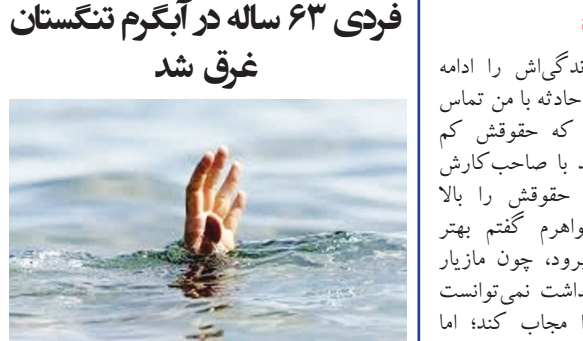 فردی ۶۳ ساله در آبگرم تنگستان
غرق شد
ندگی‌اش را ادامه
حادثه با من تماس
که حقوقش کم
با صاحب‌کارش
حقوقش را بالا
واهرم گفتم بهتر
برود، چون مازیار
داشت نمی‌توانست
مجاب کند؛ اما